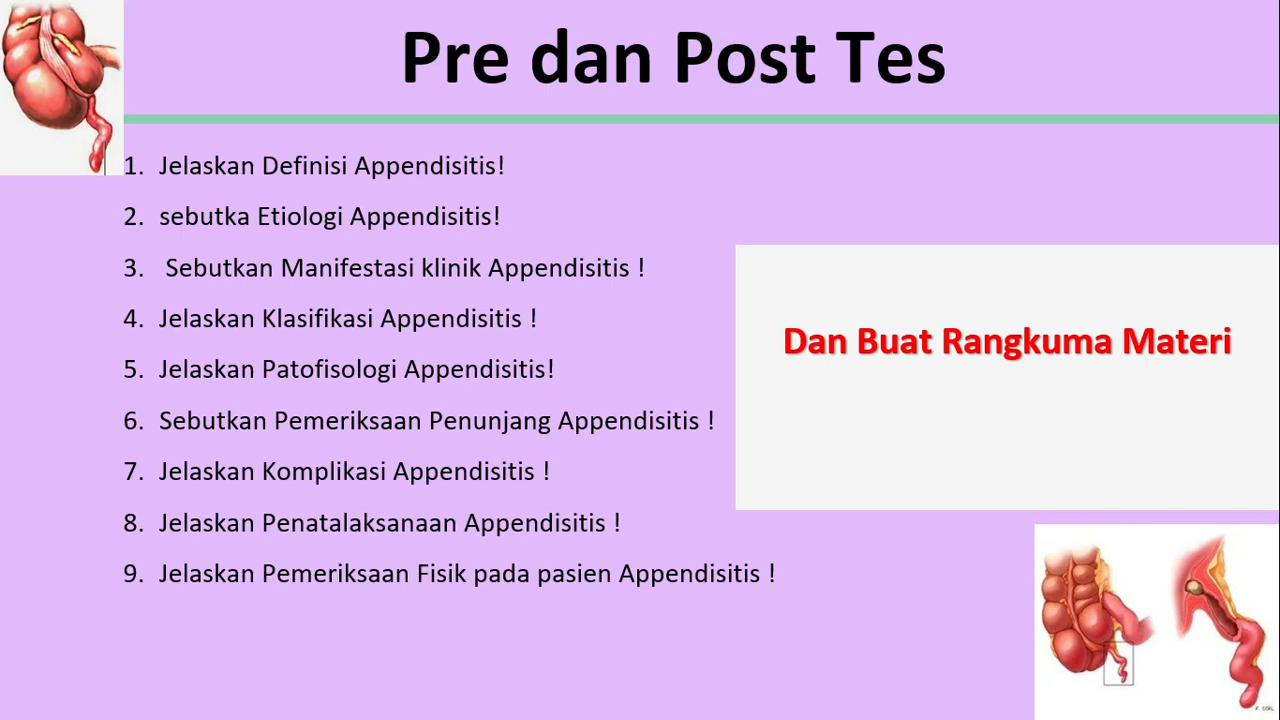 Pre dan Post Tes
1. Jelaskan Definisi Appendisitis!
2. sebutka Etiologi Appendisitis!
3. Sebutkan Manifestasi klinik Appendisitis !
4. Jelaskan Klasifikasi Appendisitis !
5. Jelaskan Patofisologi Appendisitis!
6. Sebutkan Pemeriksaan Penunjang Appendisitis !
7. Jelaskan Komplikasi Appendisitis !
8. Jelaskan Penatalaksanaan Appendisitis !
9. Jelaskan Pemeriksaan Fisik pada pasien Appendisitis !
Dan Buat Rangkuma Materi